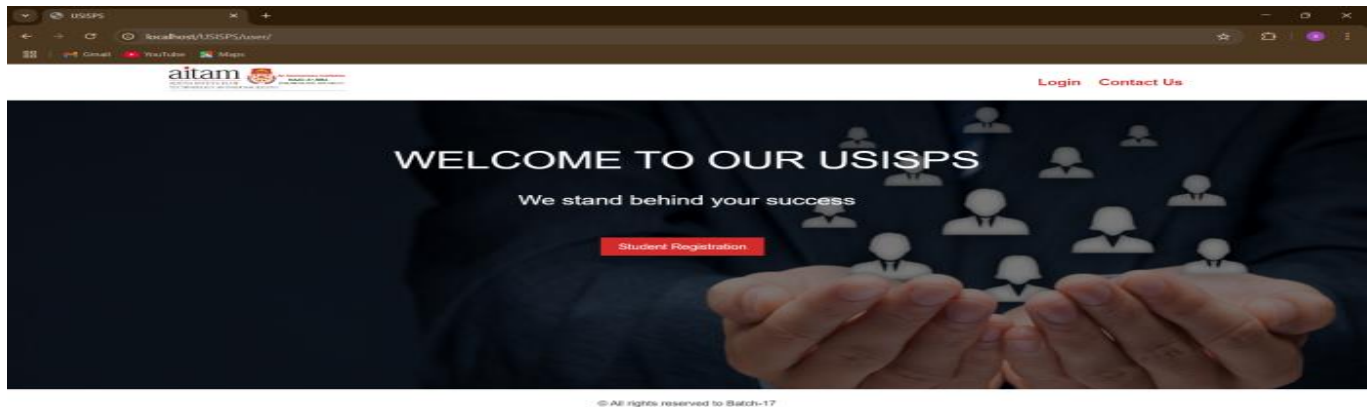 USISPS
localhost/USISPS/user/
Gmail YouTube Maps
aitam
Login Contact Us
WELCOME TO OUR USISPS
We stand behind your success
Student Registration
© All rights reserved to Batch-17